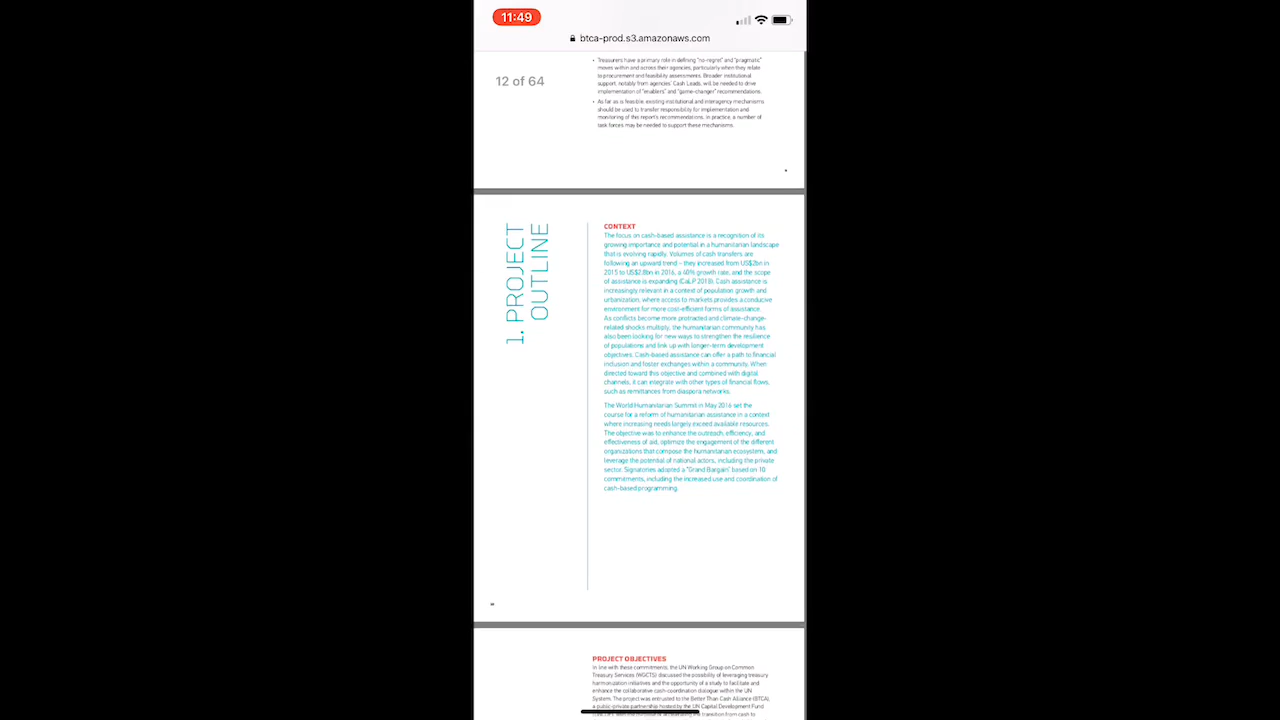 11:49
btca-prod.s3.amazonaws.com
12 of 64
• Treasurers have a primary role in defining "no-regret" and "pragmatic"
moves within and across their agencies, particularly when they relate
to procurement and feasibility assessments. Broader institutional
support, notably from agencies' Cash Leads, will be needed to drive
implementation of "enablers" and "game-changer" recommendations.
• As far as is feasible, existing institutional and interagency mechanisms
should be used to transfer responsibility for implementation and
monitoring of this report's recommendations. In practice, a number of
task forces may be needed to support these mechanisms.
1. PROJECT
OUTLINE
CONTEXT
The focus on cash-based assistance is a recognition of its
growing importance and potential in a humanitarian landscape
that is evolving rapidly. Volumes of cash transfers are
following an upward trend – they increased from US$2bn in
2015 to US$2.8bn in 2016, a 40% growth rate, and the scope
of assistance is expanding (CaLP 2018). Cash assistance is
increasingly relevant in a context of population growth and
urbanization, where access to markets provides a conducive
environment for more cost-efficient forms of assistance.
As conflicts become more protracted and climate-change-
related shocks multiply, the humanitarian community has
also been looking for new ways to strengthen the resilience
of populations and link up with longer-term development
objectives. Cash-based assistance can offer a path to financial
inclusion and foster exchanges within a community. When
directed toward this objective and combined with digital
channels, it can integrate with other types of financial flows,
such as remittances from diaspora networks.
The World Humanitarian Summit in May 2016 set the
course for a reform of humanitarian assistance in a context
where increasing needs largely exceed available resources.
The objective was to enhance the outreach, efficiency, and
effectiveness of aid, optimize the engagement of the different
organizations that compose the humanitarian ecosystem, and
leverage the potential of national actors, including the private
sector. Signatories adopted a "Grand Bargain" based on 10
commitments, including the increased use and coordination of
cash-based programming.
PROJECT OBJECTIVES
In line with these commitments, the UN Working Group on Common
Treasury Services (WGCTS) discussed the possibility of leveraging treasury
harmonization initiatives and the opportunity of a study to facilitate and
enhance the collaborative cash-coordination dialogue within the UN
System. The project was entrusted to the Better Than Cash Alliance (BTCA),
a public-private partnership hosted by the UN Capital Development Fund
transition from cash to